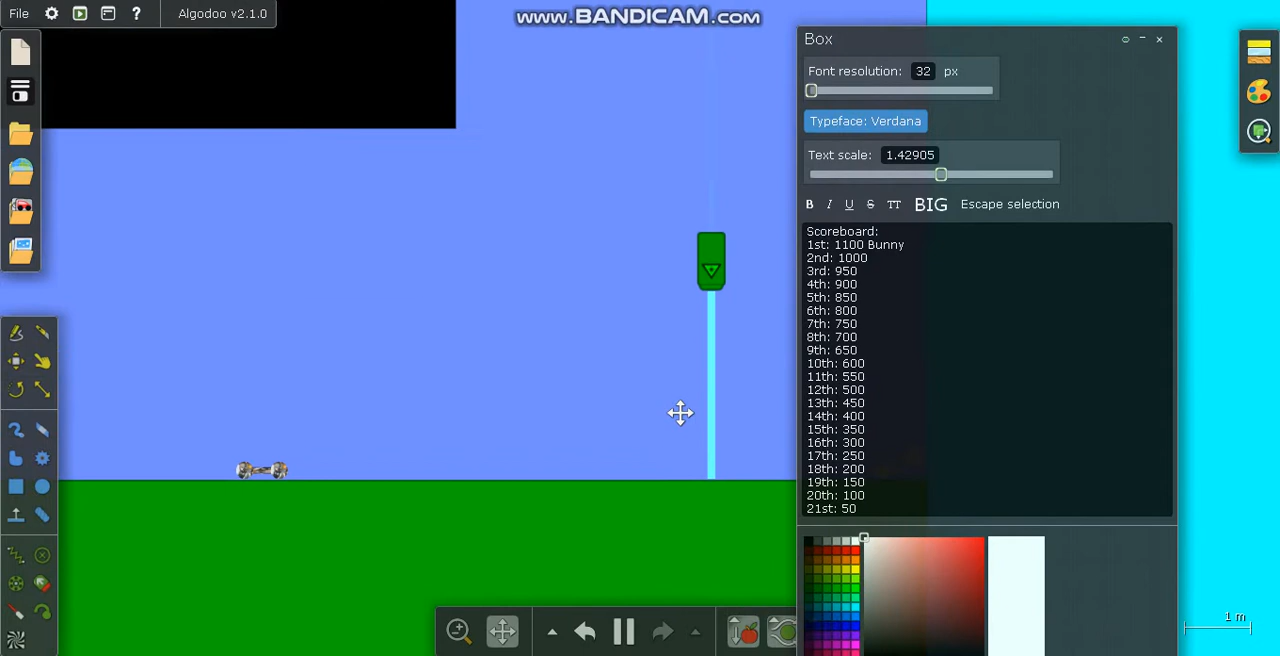 File ? Algodoo v2.1.0
www.BANDICAM.com
Box
Font resolution: 32 px
Typeface: Verdana
Text scale: 1.42905
B I U S TT BIG Escape selection
Scoreboard:
1st: 1100 Bunny
2nd: 1000
3rd: 950
4th: 900
5th: 850
6th: 800
7th: 750
8th: 700
9th: 650
10th: 600
11th: 550
12th: 500
13th: 450
14th: 400
15th: 350
16th: 300
17th: 250
18th: 200
19th: 150
20th: 100
21st: 50
1 m